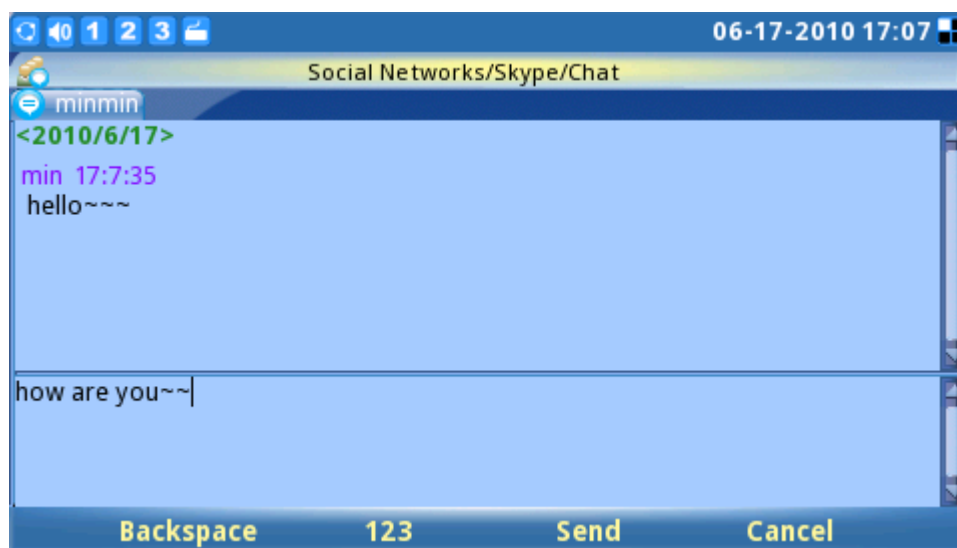 1 2 3 06-17-2010 17:07
Social Networks/Skype/Chat
minmin
<2010/6/17>
min 17:7:35
hello~~~
how are you~~
Backspace 123 Send Cancel